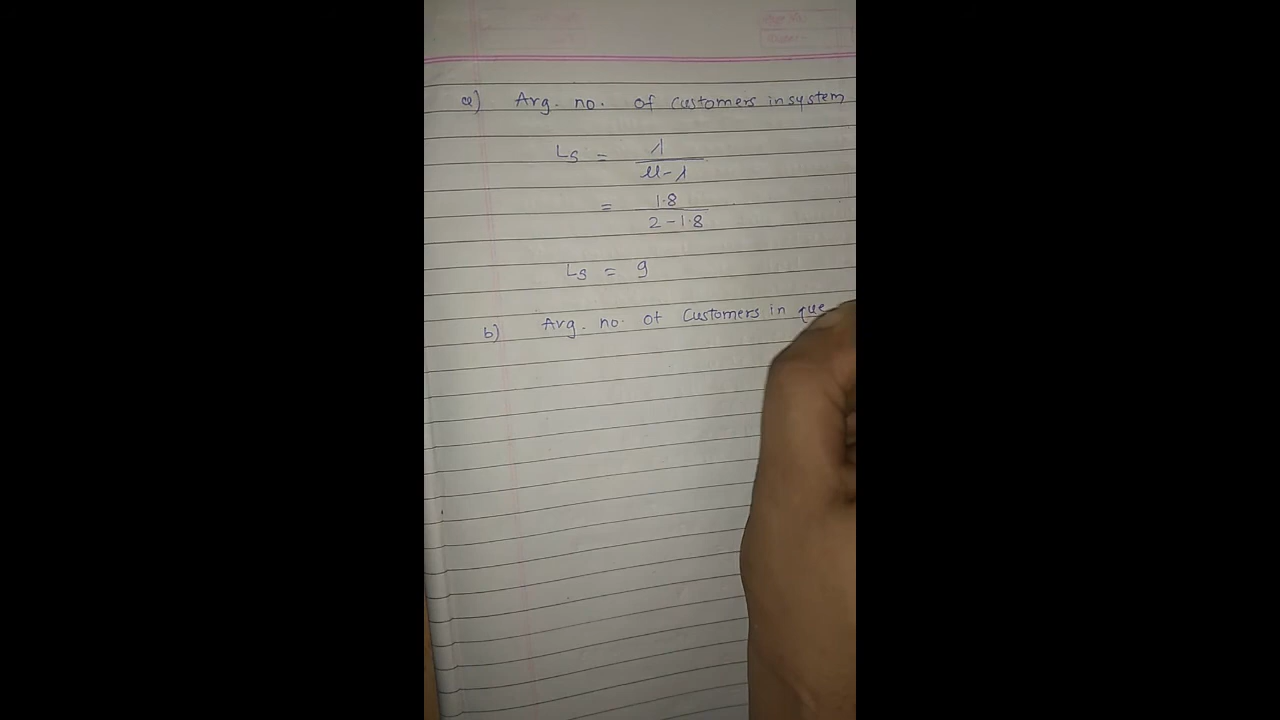 a) Avg. no. of customers in system
Ls = λ
μ-λ
= 1.8
2-1.8
Ls = 9
b) Avg. no. of customers in que